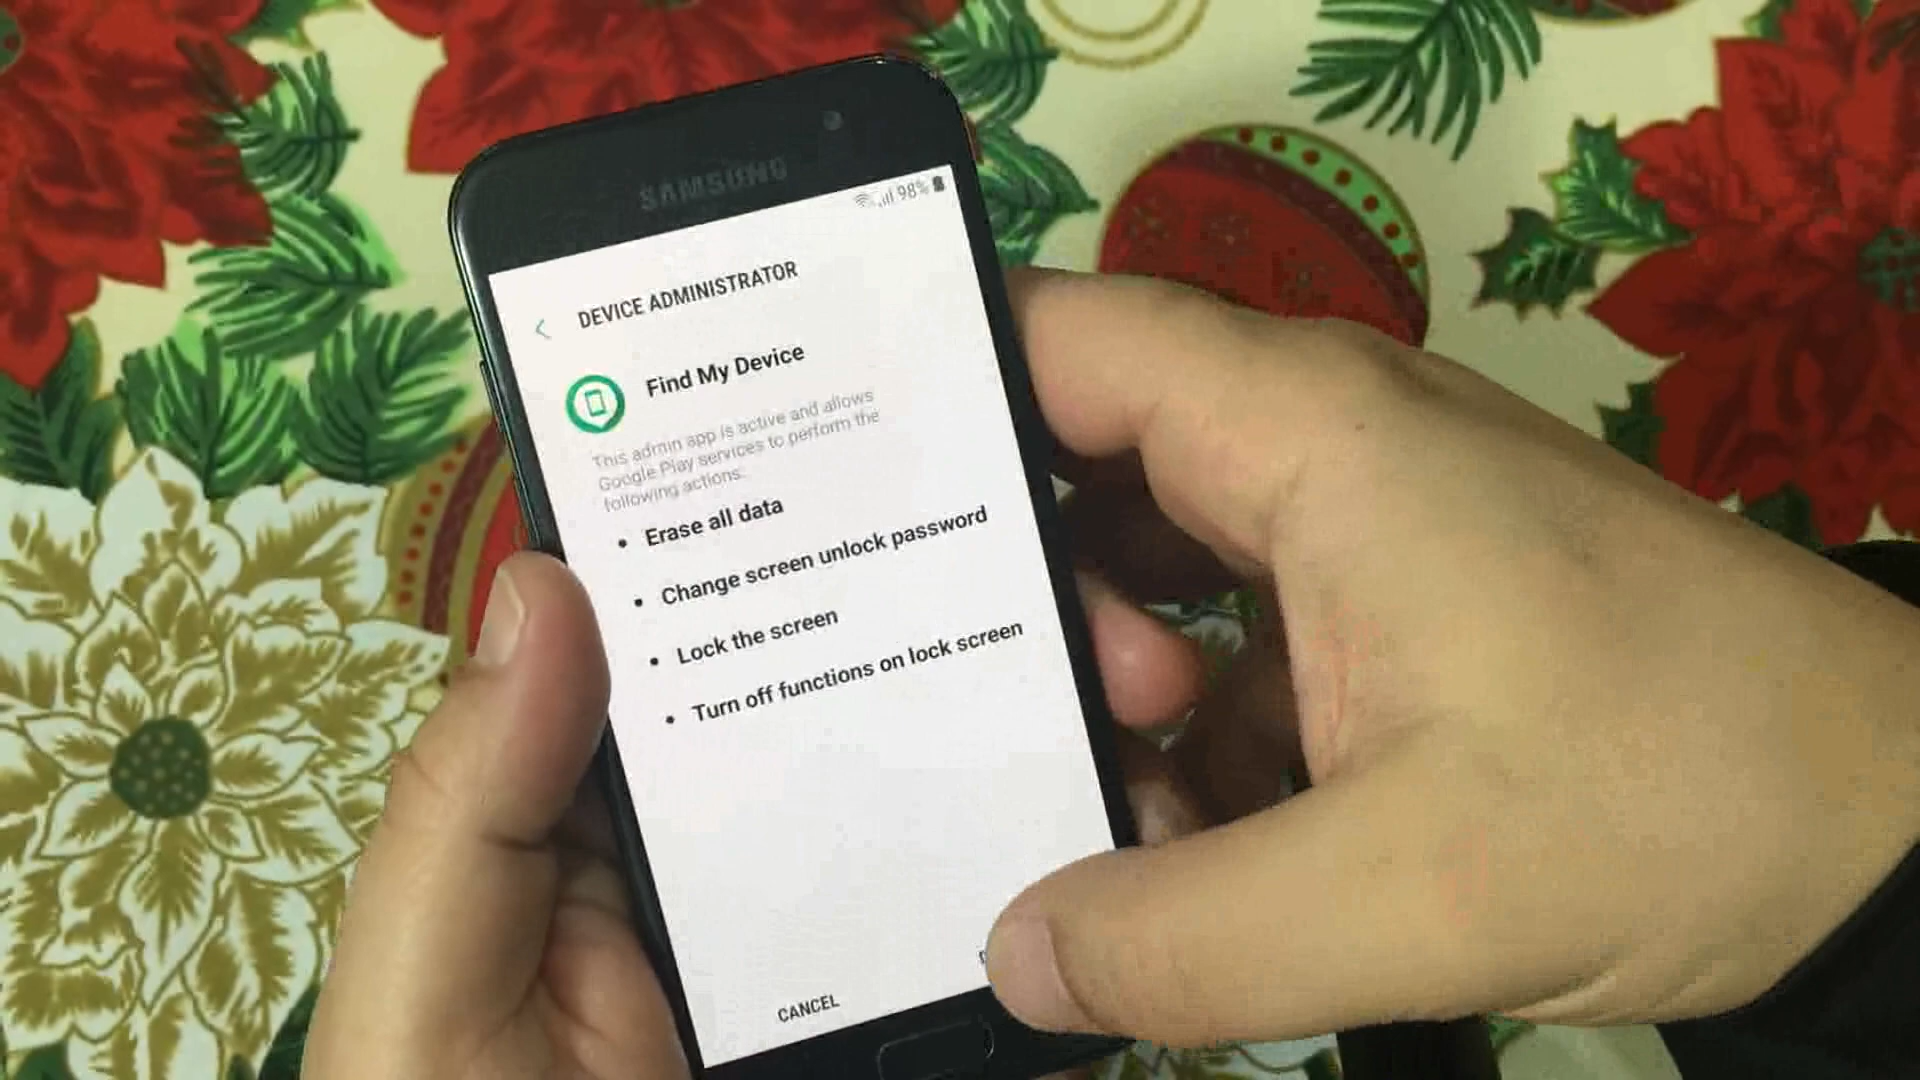 SAMSUNG
98%
DEVICE ADMINISTRATOR
Find My Device
This admin app is active and allows
Google Play services to perform the
following actions:
• Erase all data
• Change screen unlock password
• Lock the screen
• Turn off functions on lock screen
CANCEL